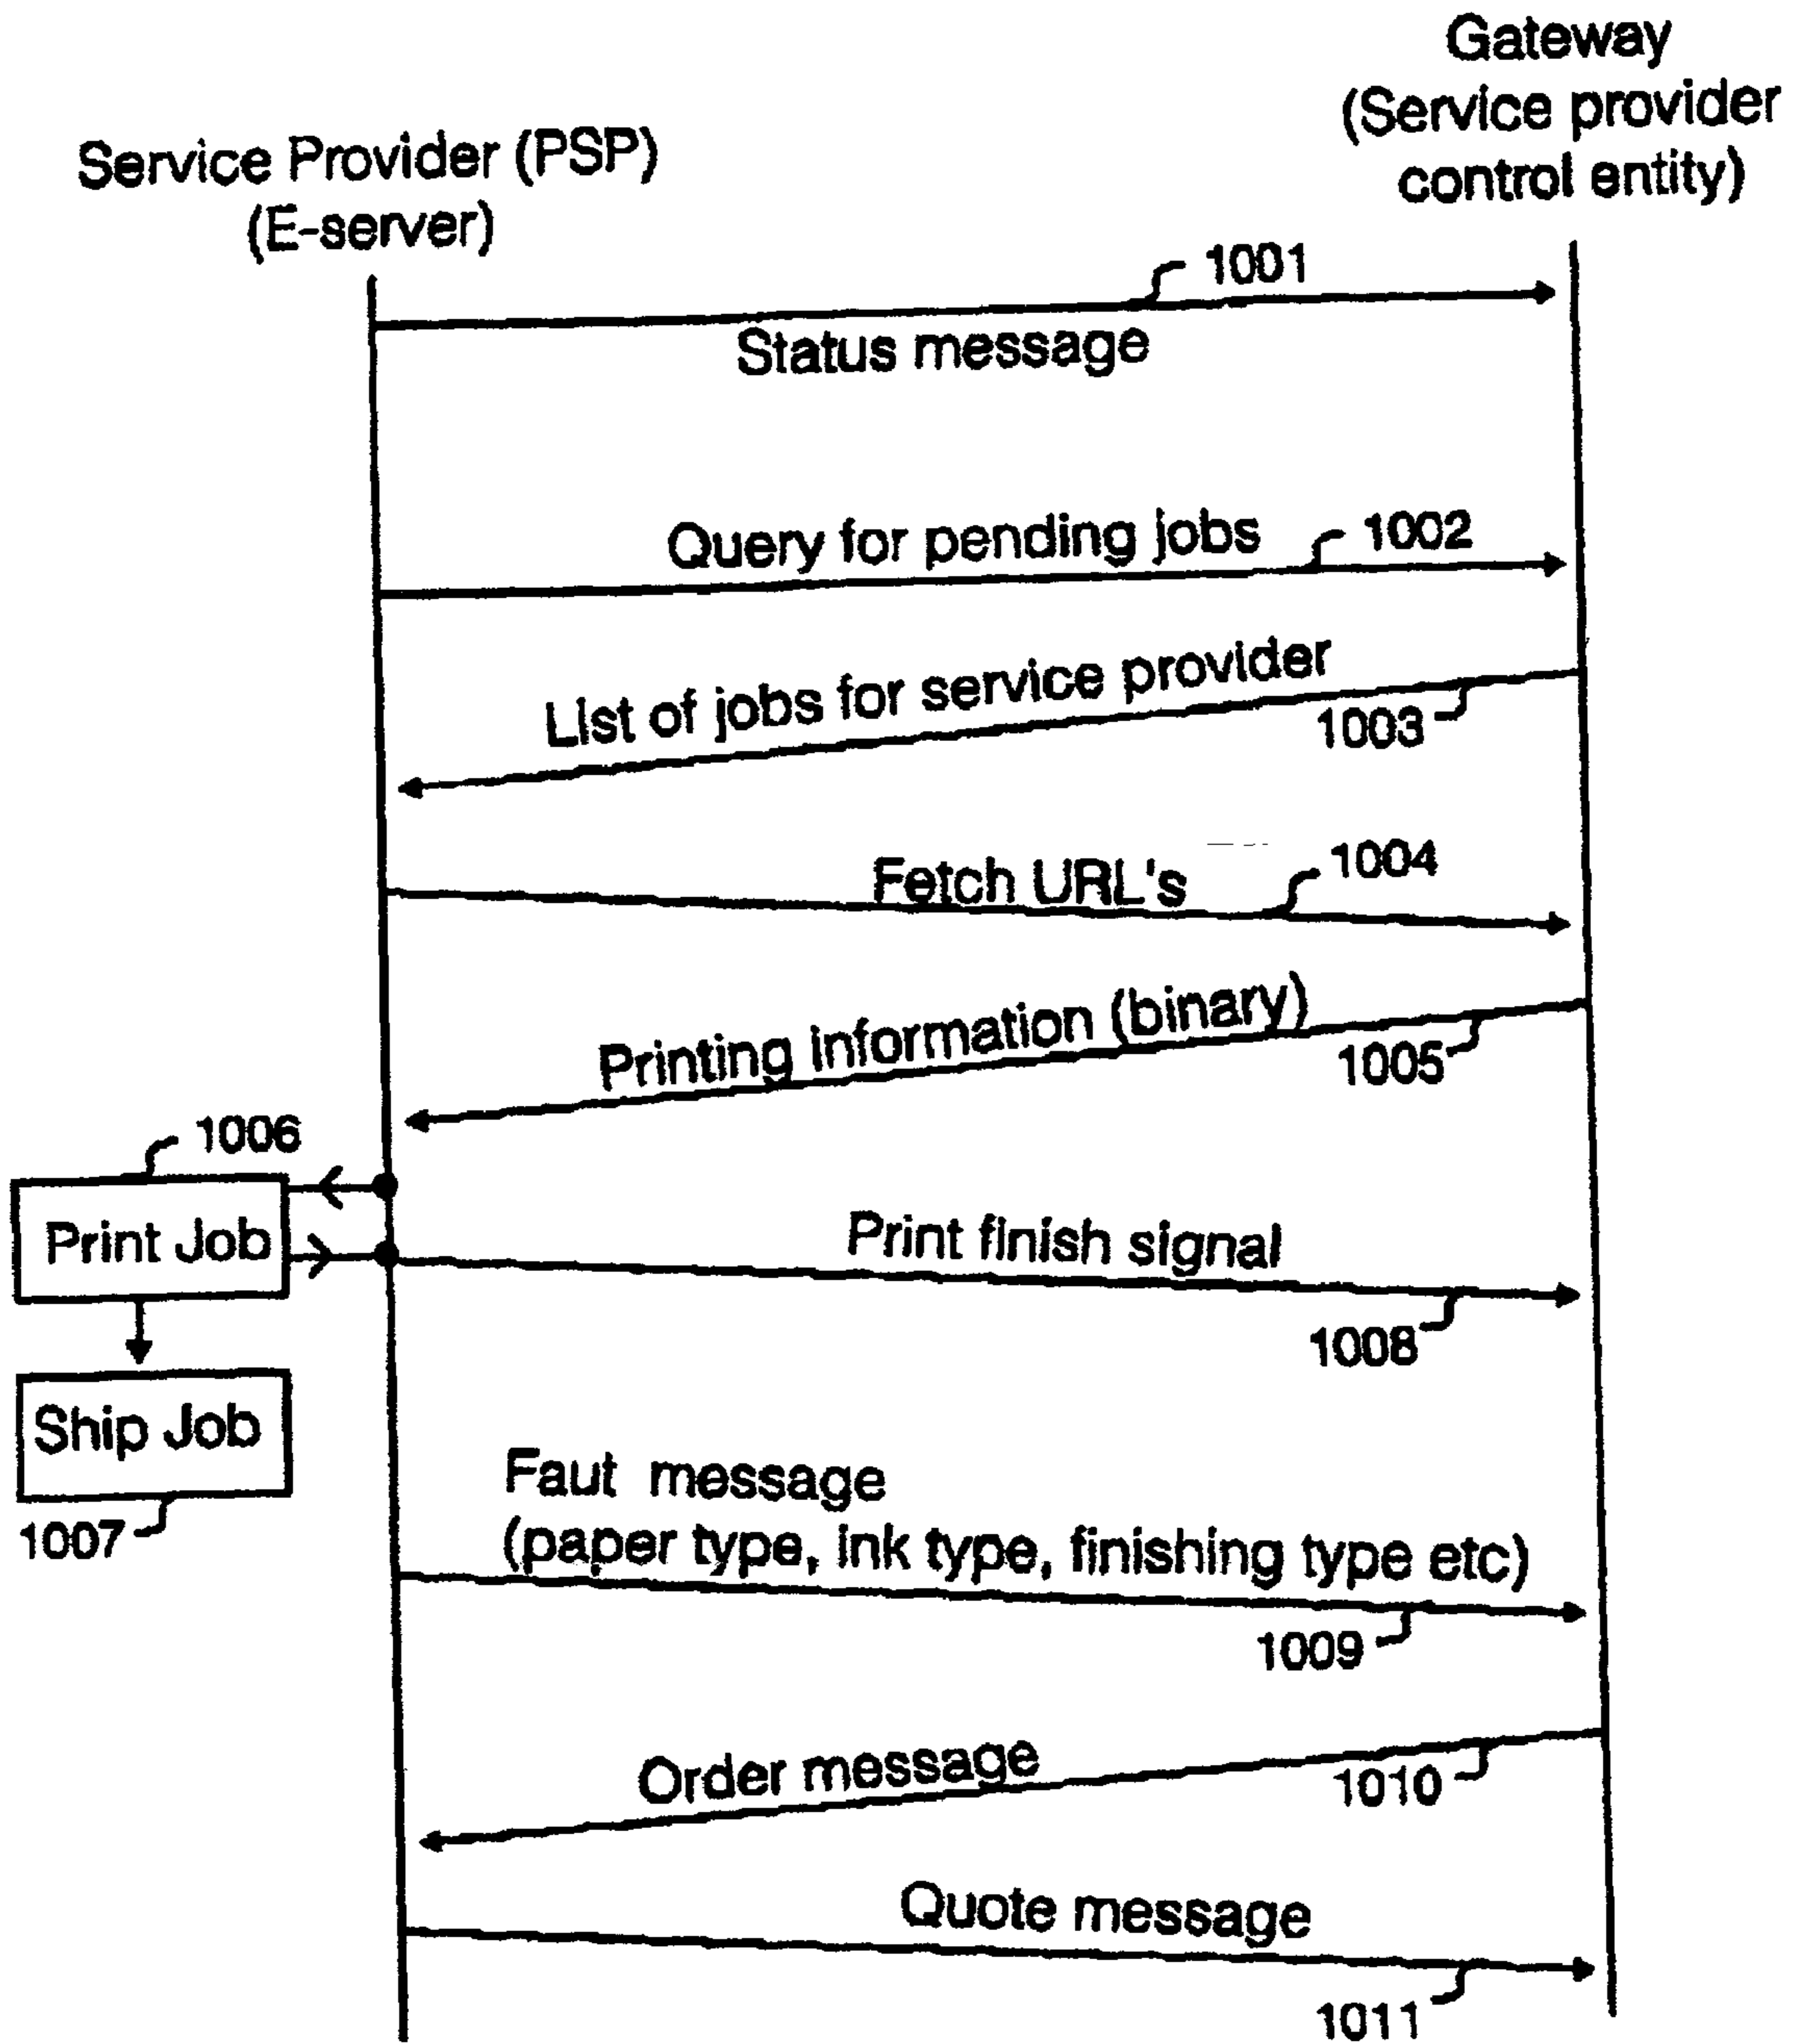 Gateway
(Service provider
control entity)
Service Provider (PSP)
(E-server)
1001
Status message
Query for pending jobs
1002
List of jobs for service provider
1003
Fetch URL's
1004
Printing information (binary)
1005
1006
Print Job
Print finish signal
1008
Ship Job
1007
Faut message
(paper type, ink type, finishing type etc)
1009
Order message
1010
Quote message
1011